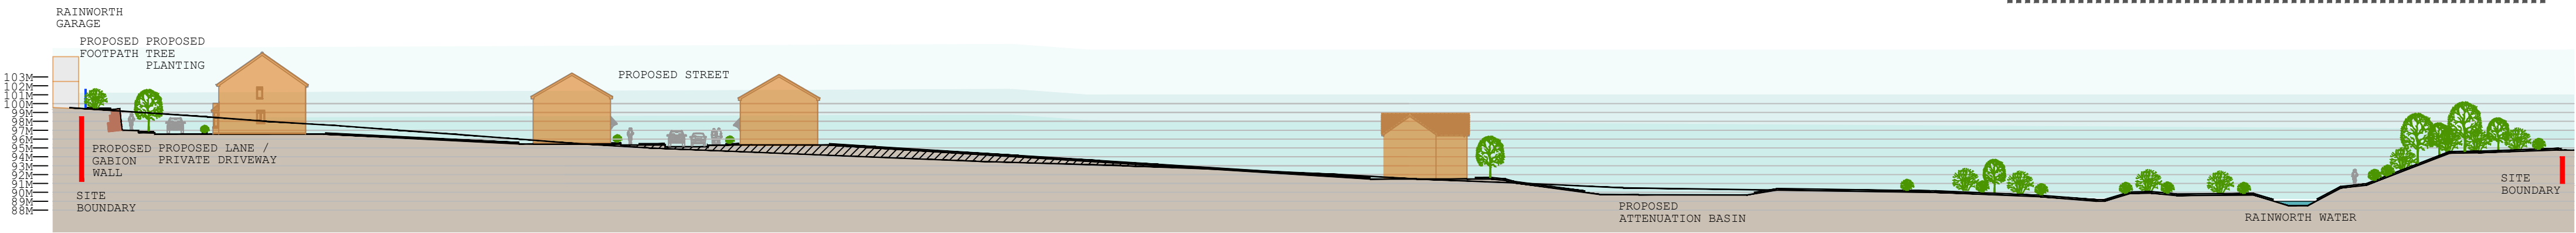 RAINWORTH
GARAGE
PROPOSED
FOOTPATH
PROPOSED
TREE
PLANTING
PROPOSED STREET
103M
102M
101M
100M
99M
98M
97M
96M
95M
94M
93M
92M
91M
90M
89M
88M
PROPOSED
GABION
WALL
PROPOSED LANE /
PRIVATE DRIVEWAY
SITE
BOUNDARY
PROPOSED
ATTENUATION BASIN
RAINWORTH WATER
SITE
BOUNDARY